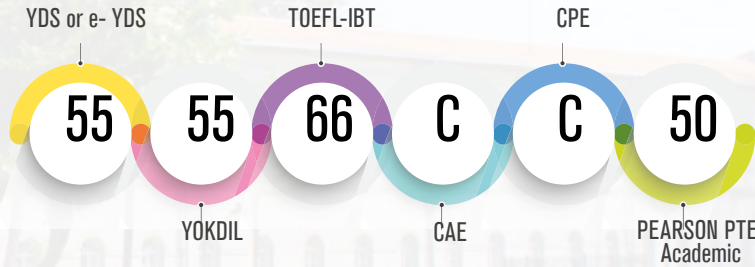 YDS or e- YDS
TOEFL-IBT
CPE
55
55
66
C
C
50
YOKDIL
CAE
PEARSON PTE
Academic